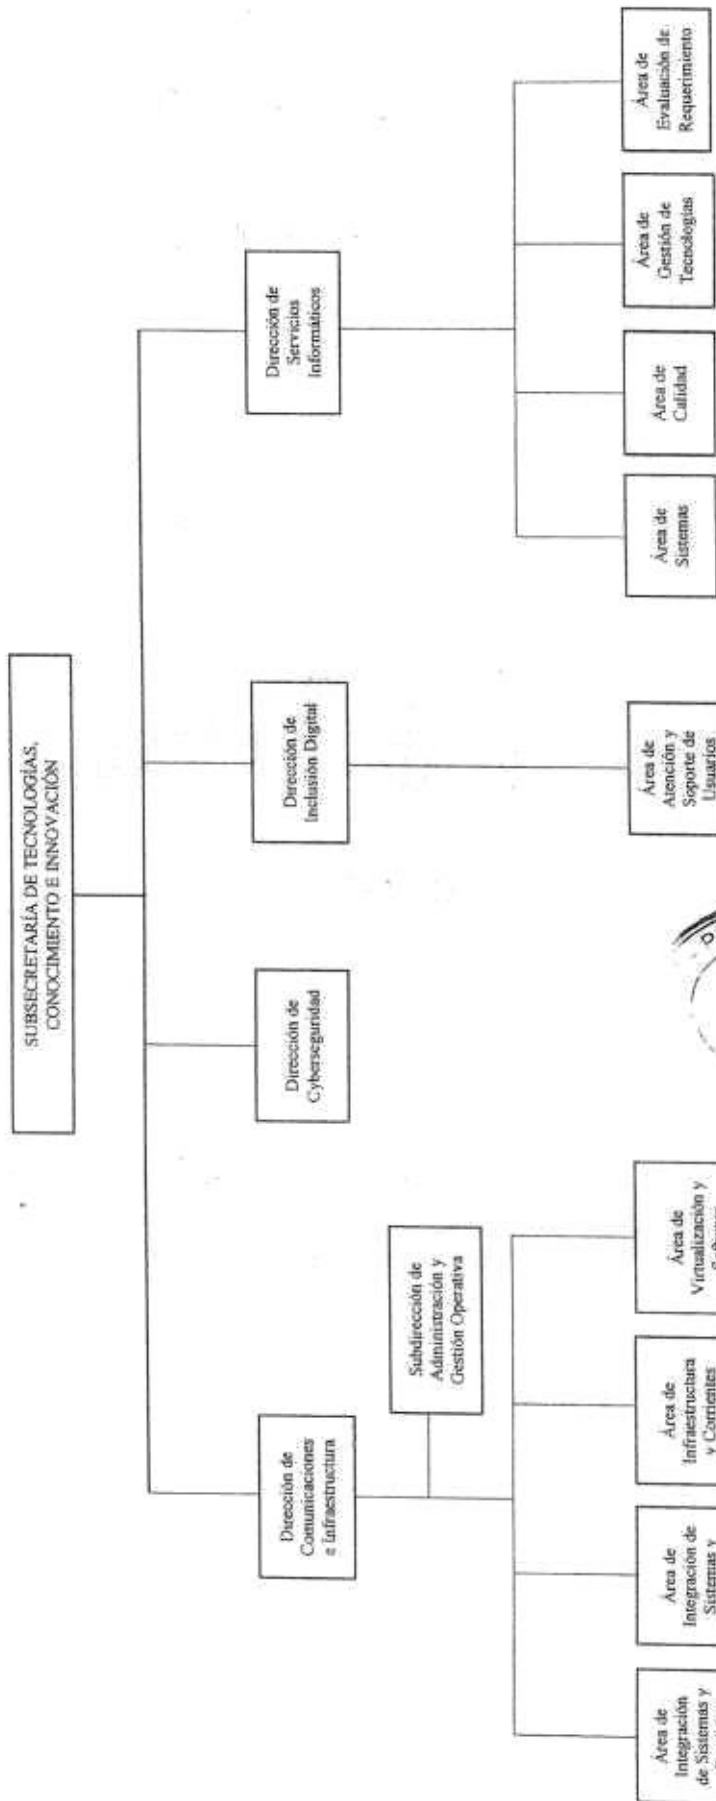 SUBSECRETARÍA DE TECNOLOGÍAS,
CONOCIMIENTO E INNOVACIÓN
Dirección de
Comunicaciones
e Infraestructura
Dirección de
Cyberseguridad
Dirección de
Inclusión Digital
Dirección de
Servicios
Informáticos
Subdirección de
Administración y
Gestión Operativa
Área de
Integración
de Sistemas y
Área de
Integración de
Sistemas y
Área de
Infraestructura
y Corrientes
Área de
Virtualización y
Área de
Atención y
Soporte de
Usuarios
Área de
Sistemas
Área de
Calidad
Área de
Gestión de
Tecnologías
Área de
Evaluación de
Requerimiento